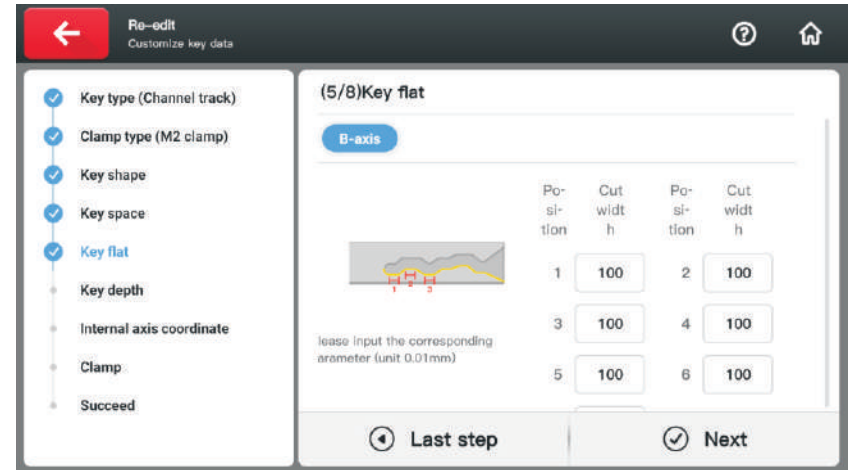 Re-edit
Customize key data
Key type (Channel track)
Clamp type (M2 clamp)
Key shape
Key space
Key flat
Key depth
Internal axis coordinate
Clamp
Succeed
(5/8)Key flat
B-axis
Po-
si-
tion
Cut
widt
h
Po-
si-
tion
Cut
widt
h
1 2 3
lease input the corresponding
arameter (unit 0.01mm)
1 100 2 100
3 100 4 100
5 100 6 100
Last step
Next